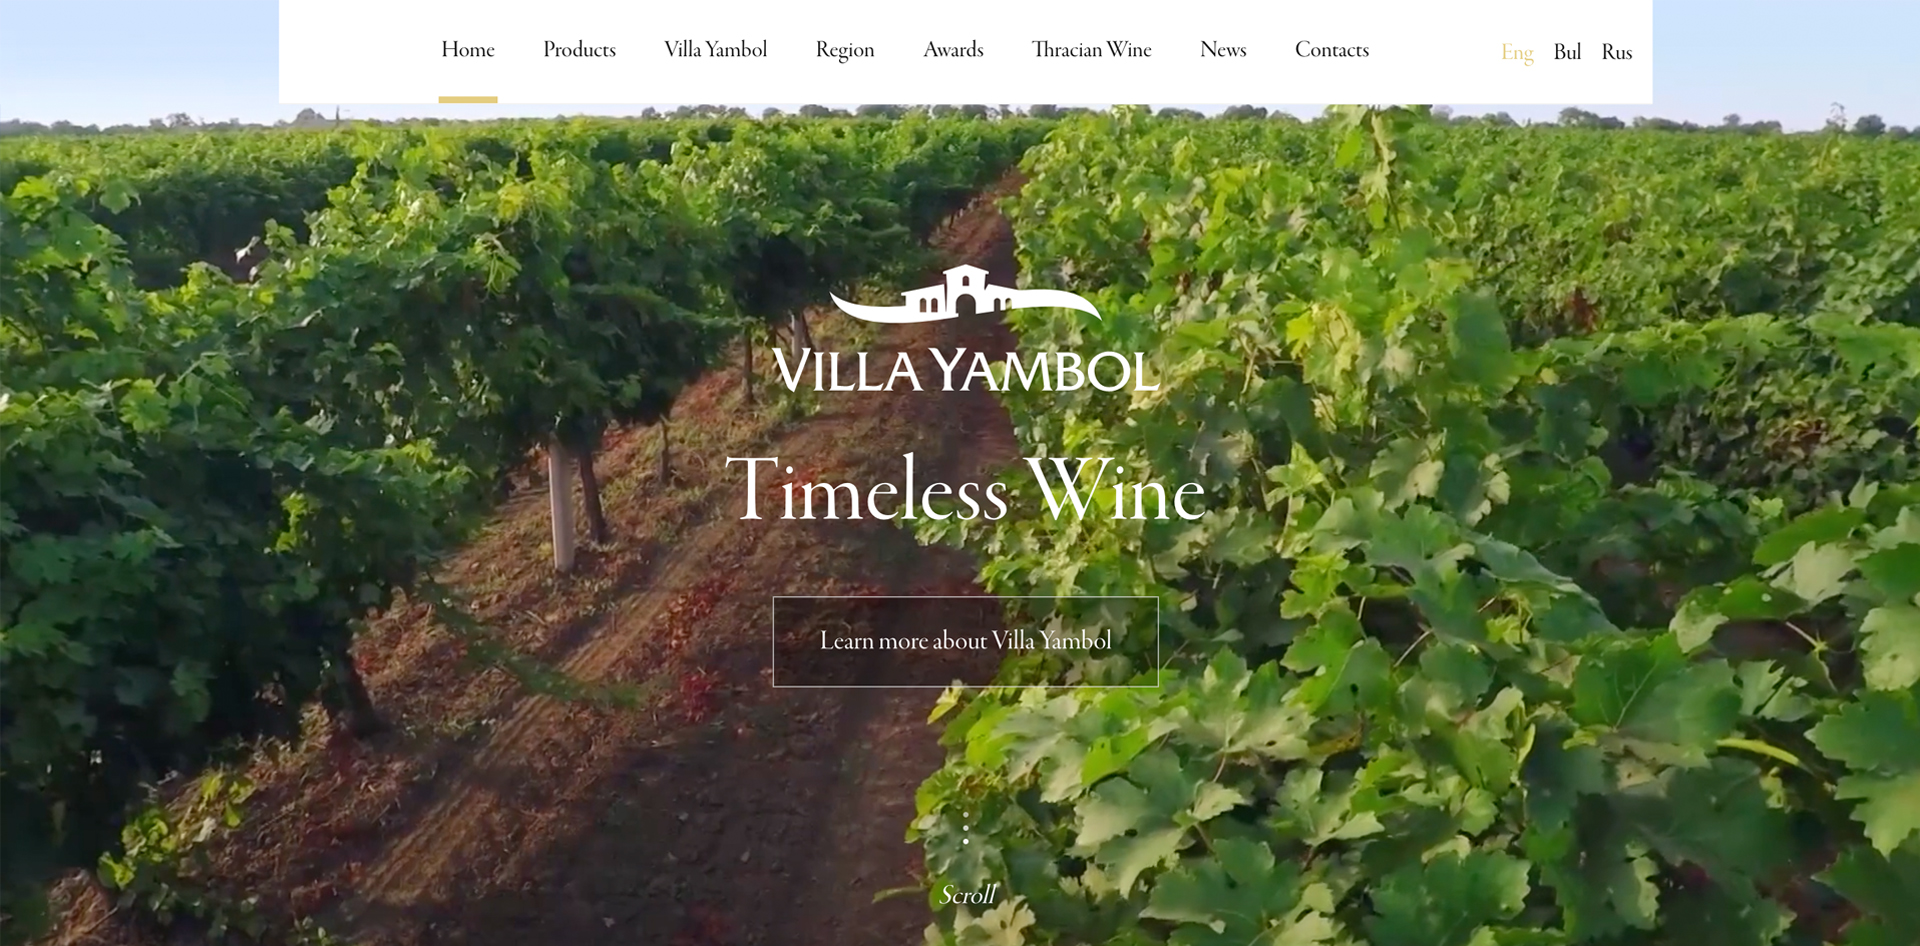 Home Products Villa Yambol Region Awards Thracian Wine News Contacts Eng Bul Rus
VILLA YAMBOL
Timeless Wine
Learn more about Villa Yambol
Scroll